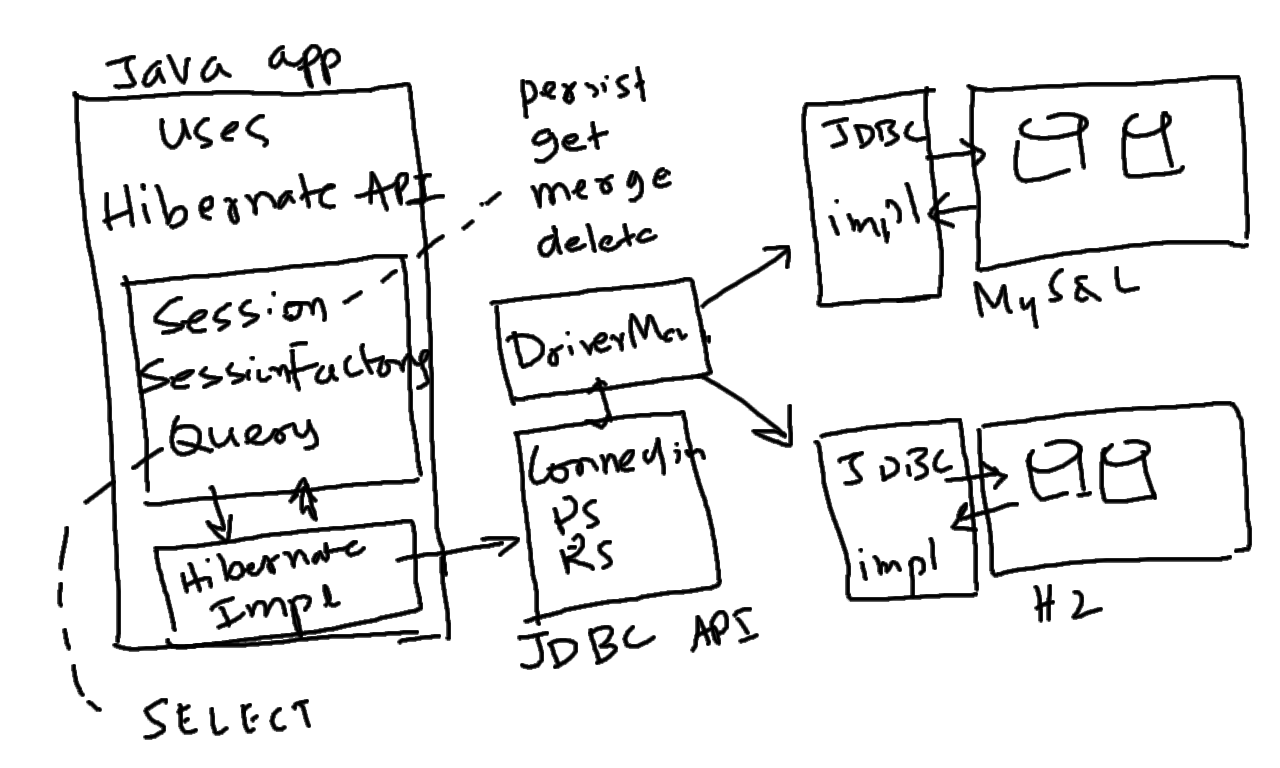 Java app
uses
Hibernate API
Session
SessionFactory
Query
Hibernate
Impl
SELECT
persist
get
merge
delete
DriverMan
Connection
PS
RS
JDBC API
JDBC
impl
MySQL
JDBC
impl
H2